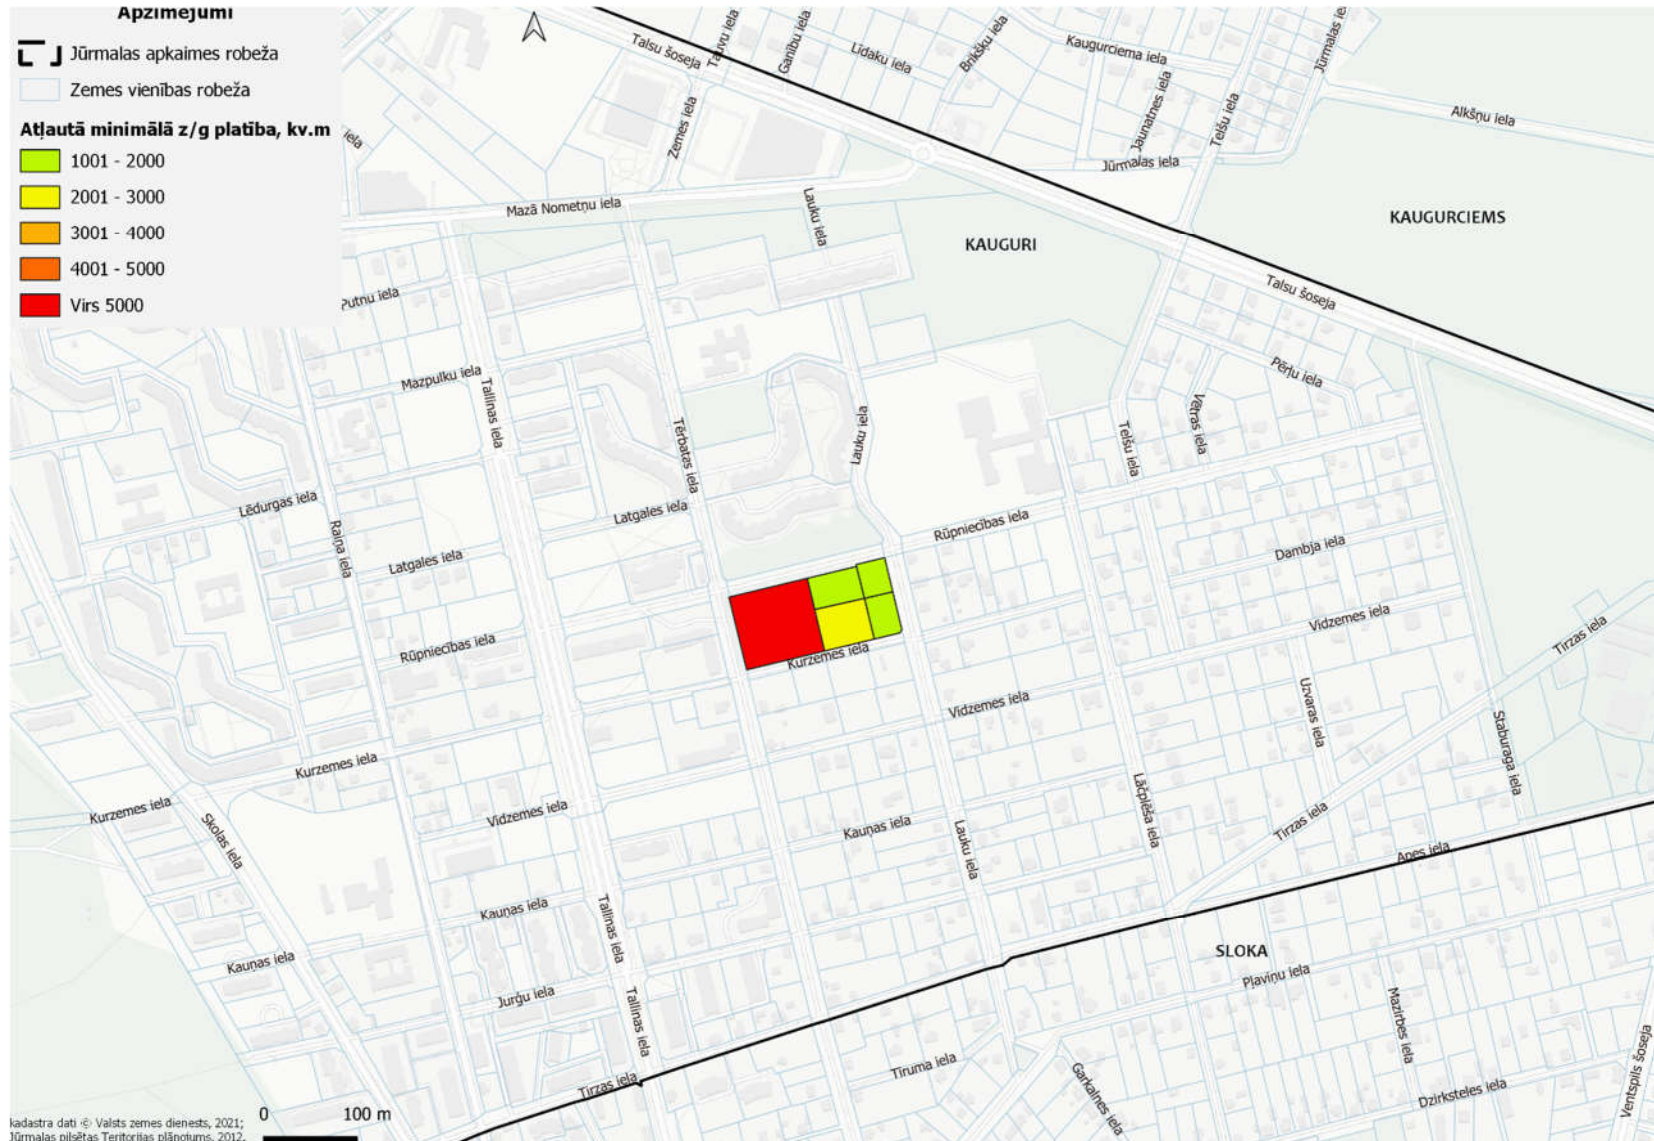 Apzīmējumi
Jūrmalas apkaimes robeža
Zemes vienības robeža
Atļautā minimālā z/g platība, kv.m
1001 - 2000
2001 - 3000
3001 - 4000
4001 - 5000
Virs 5000
iela
Talsu šoseja
Ganību iela
Līdaku iela
Brikšķu iela
Kaugurciema iela
Jūrmalas iela
Zemes iela
Jaunatnes iela
Telšu iela
Alkšņu iela
Jūrmalas iela
Mazā Nometņu iela
Lauku iela
KAUGURI
KAUGURCIEMS
Talsu šoseja
Putnu iela
Mazpulku iela
Tallinas iela
Tērbatas iela
Lauku iela
Pērļu iela
Vētras iela
Telšu iela
Lēdurgas iela
Raiņa iela
Latgales iela
Latgales iela
Rūpniecības iela
Dambja iela
Rūpniecības iela
Kurzemes iela
Vidzemes iela
Tirzas iela
Vidzemes iela
Uzvaras iela
Staburaga iela
Kurzemes iela
Kurzemes iela
Skolas iela
Vidzemes iela
Kauņas iela
Lauku iela
Lāčplēša iela
Tirzas iela
Apes iela
Kauņas iela
Tallinas iela
SLOKA
Kauņas iela
Jurģu iela
Tallinas iela
Pļaviņu iela
Mazirbes iela
Tirzas iela
Tīruma iela
Garkalnes iela
Dzirksteles iela
Ventspils šoseja
0 100 m
kadastra dati © Valsts zemes dienests, 2021;
Jūrmalas pilsētas Teritorijas plānojums, 2012.